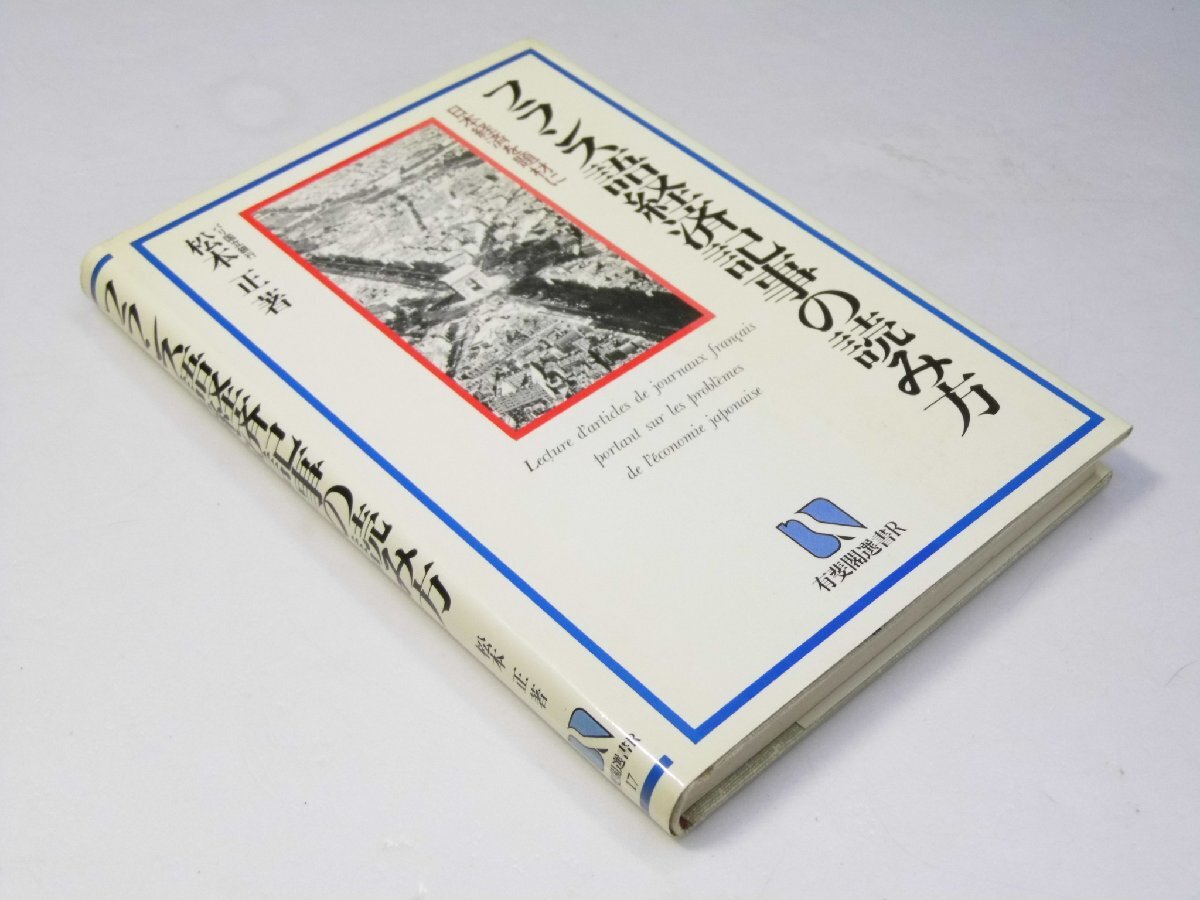 フランス語経済記事の読み方
日本経済を題材に
松本 正著
Lecture d'articles de journaux français
portant sur les problèmes
de l'économie japonaise
有斐閣選書R
フランス語経済記事の読み方
松本 正著
有斐閣選書R
17